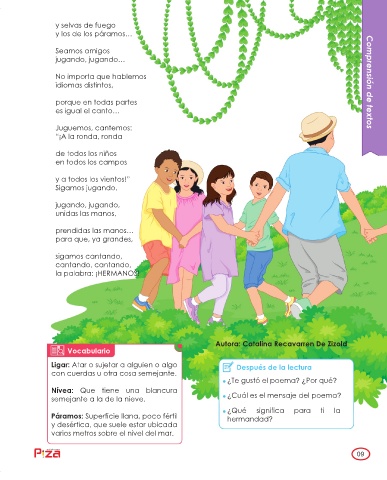 y selvas de fuego
y los de los páramos...
Seamos amigos
jugando, jugando...
No importa que hablemos
idiomas distintos,
porque en todas partes
es igual el canto...
Juguemos, cantemos:
"¡A la ronda, ronda
de todos los niños
en todos los campos
y a todos los vientos!"
Sigamos jugando,
jugando, jugando,
unidas las manos,
prendidas las manos...
para que, ya grandes,
sigamos cantando,
cantando, cantando,
la palabra: ¡HERMANOS!
Comprensión de textos
Autora: Catalina Recavarren De Zizold
Vocabulario
Ligar: Atar o sujetar a alguien o algo
con cuerdas u otra cosa semejante.
Nívea: Que tiene una blancura
semejante a la de la nieve.
Páramos: Superficie llana, poco fértil
y desértica, que suele estar ubicada
varios metros sobre el nivel del mar.
Después de la lectura
¿Te gustó el poema? ¿Por qué?
¿Cuál es el mensaje del poema?
¿Qué significa para ti la
hermandad?
Pizza
09